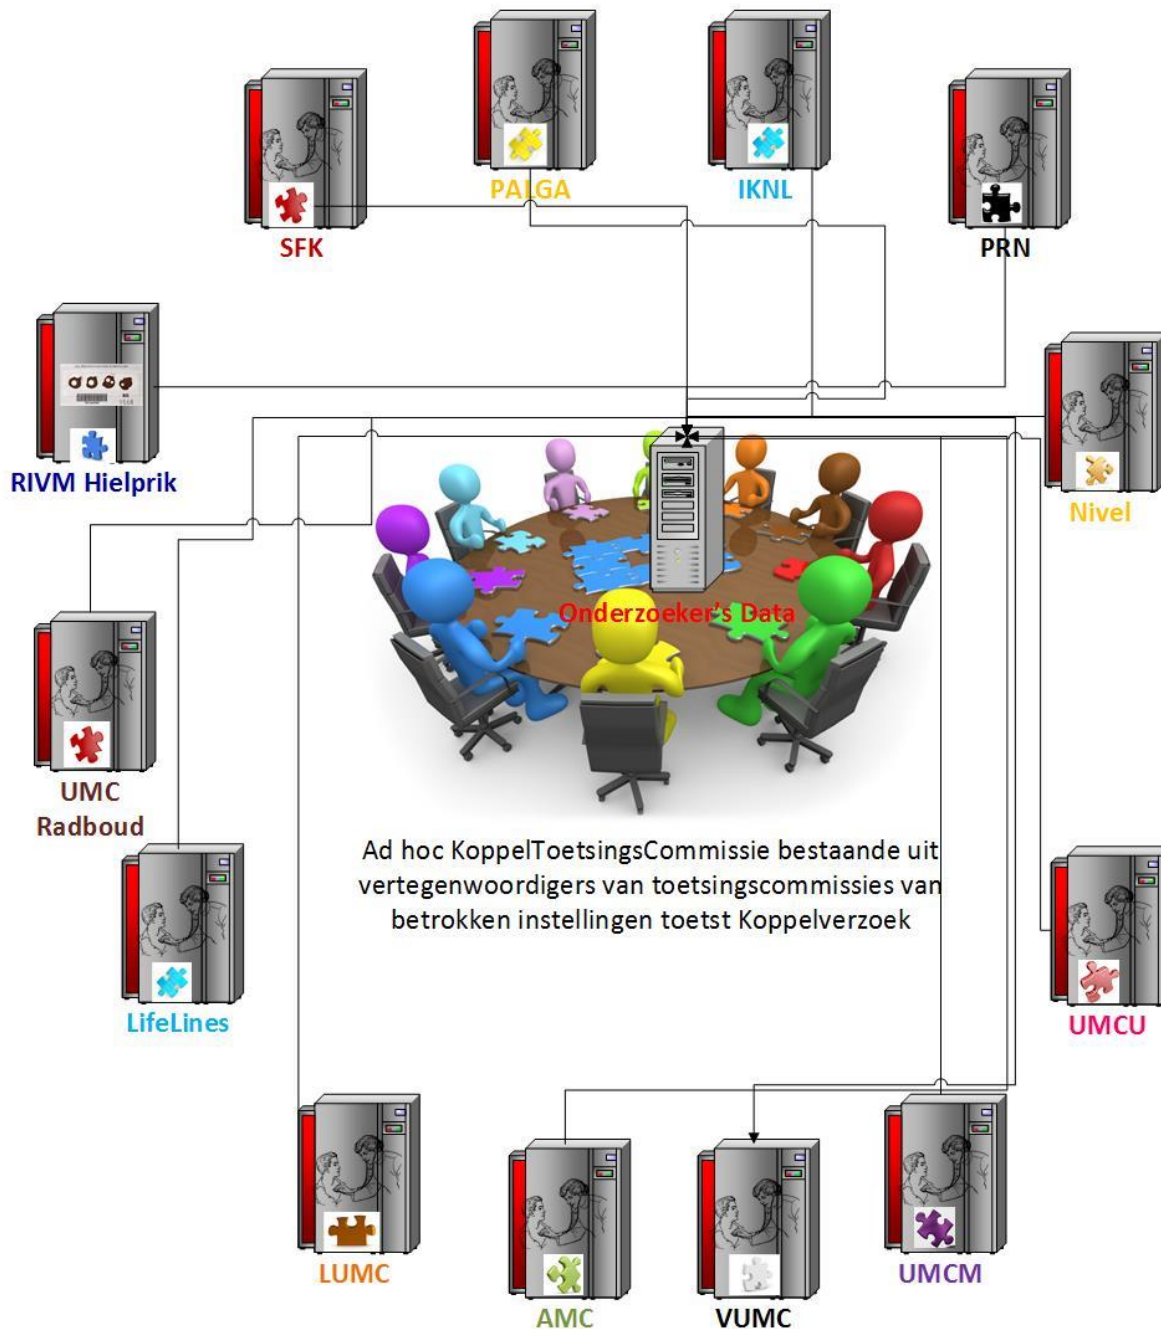 PALGA
IKNL
SFK
PRN
RIVM Hielprik
Nivel
Onderzoeker's Data
UMC
Radboud
Ad hoc KoppelToetsingsCommissie bestaande uit
vertegenwoordigers van toetsingscommissies van
betrokken instellingen toetst Koppelverzoek
LifeLines
UMCU
LUMC
AMC
VUMC
UMCM